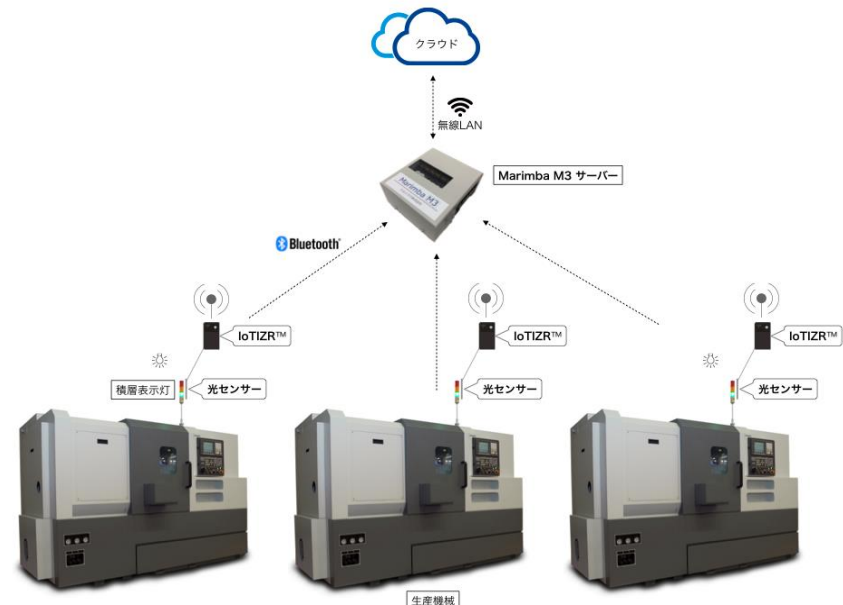 クラウド
無線LAN
Marimba M3 サーバー
Marimba M3
Bluetooth
IoTIZR™
IoTIZR™
IoTIZR™
積層表示灯
光センサー
光センサー
光センサー
生産機械